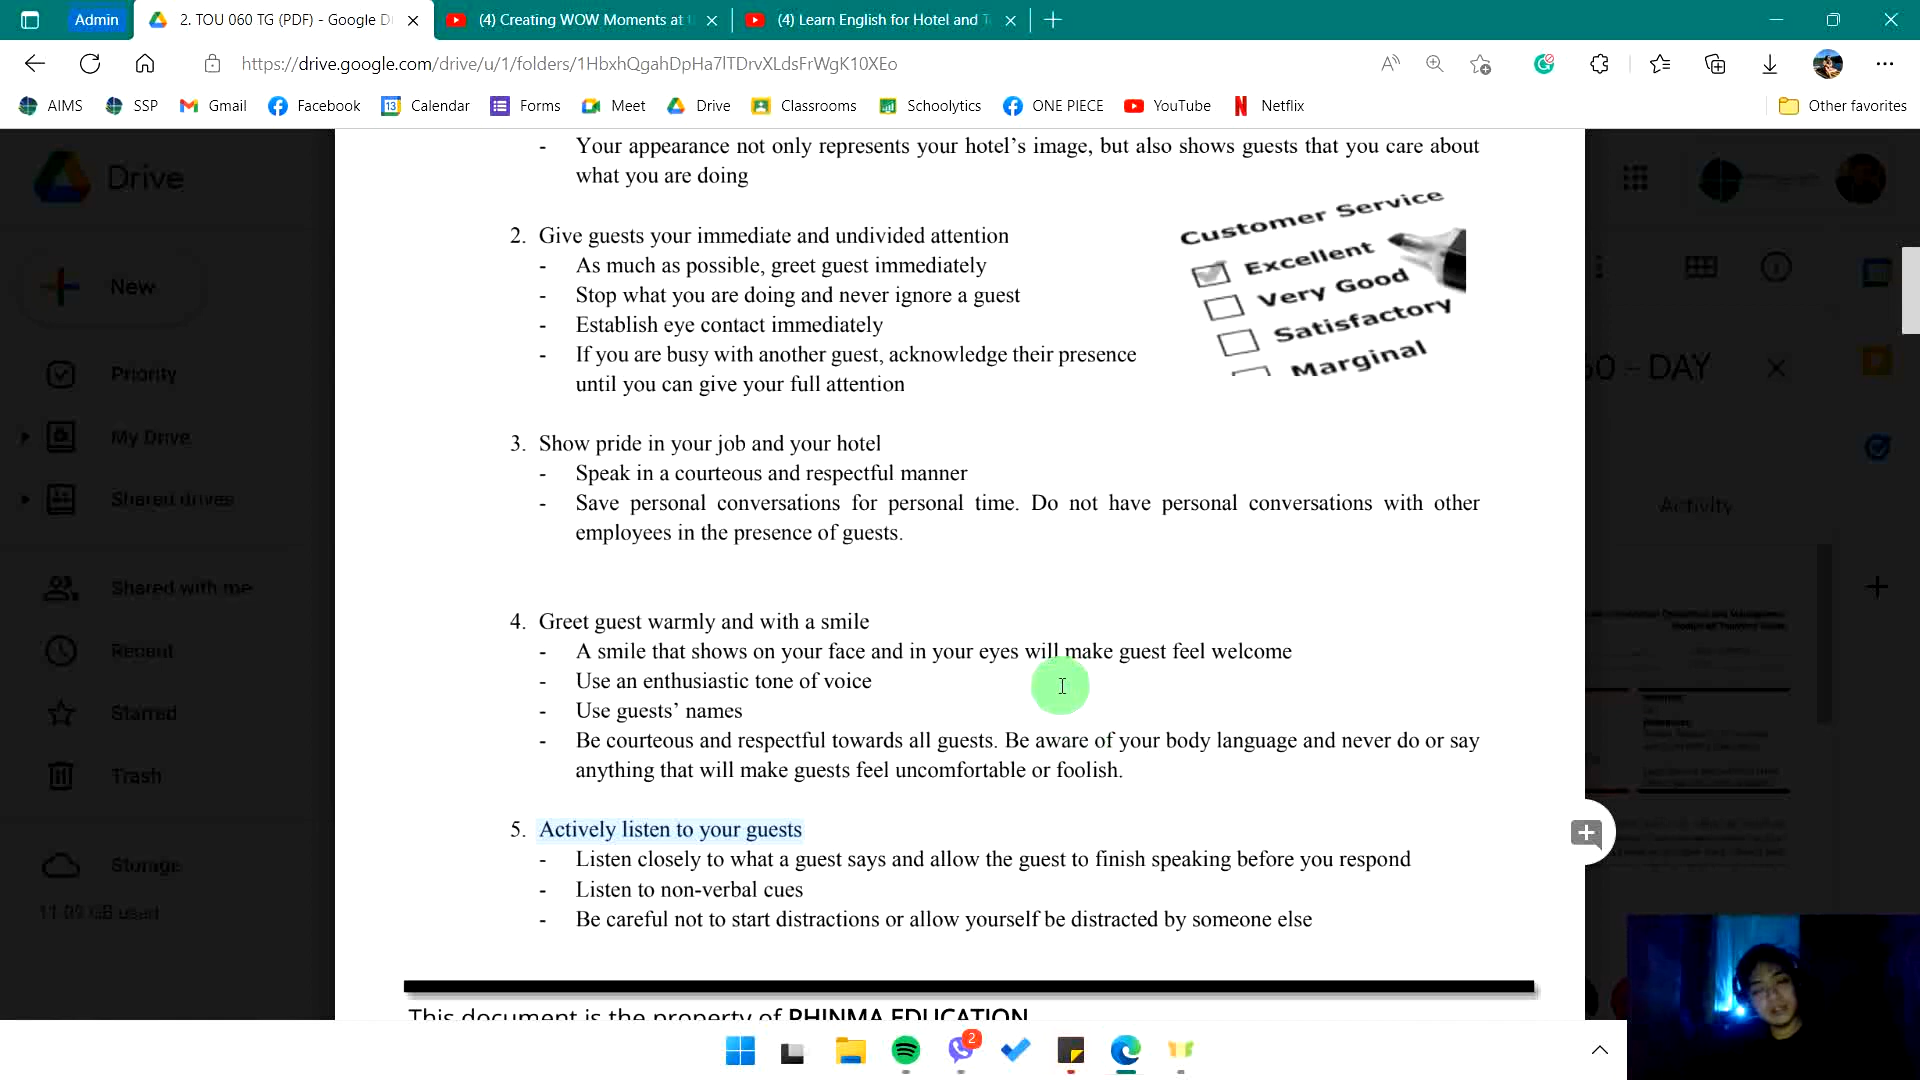 Admin
2. TOU 060 TG (PDF) - Google Dr
(4) Creating WOW Moments at
(4) Learn English for Hotel and T
https://drive.google.com/drive/u/1/folders/1HbxhQgahDpHa7lTDrvXLdsFrWgK10XEo
AIMS SSP Gmail Facebook Calendar Forms Meet Drive Classrooms Schoolytics ONE PIECE YouTube Netflix Other favorites
Drive
New
Priority
My Drive
Shared drives
Shared with me
Recent
Starred
Trash
Storage
- DAY
Activity
- Your appearance not only represents your hotel’s image, but also shows guests that you care about
what you are doing
Customer Service
Excellent
Very Good
Satisfactory
Marginal
2. Give guests your immediate and undivided attention
- As much as possible, greet guest immediately
- Stop what you are doing and never ignore a guest
- Establish eye contact immediately
- If you are busy with another guest, acknowledge their presence
until you can give your full attention
3. Show pride in your job and your hotel
- Speak in a courteous and respectful manner
- Save personal conversations for personal time. Do not have personal conversations with other
employees in the presence of guests.
4. Greet guest warmly and with a smile
- A smile that shows on your face and in your eyes will make guest feel welcome
- Use an enthusiastic tone of voice
- Use guests’ names
- Be courteous and respectful towards all guests. Be aware of your body language and never do or say
anything that will make guests feel uncomfortable or foolish.
5. Actively listen to your guests
- Listen closely to what a guest says and allow the guest to finish speaking before you respond
- Listen to non-verbal cues
- Be careful not to start distractions or allow yourself be distracted by someone else
This document is the property of PHINMA EDUCATION
2